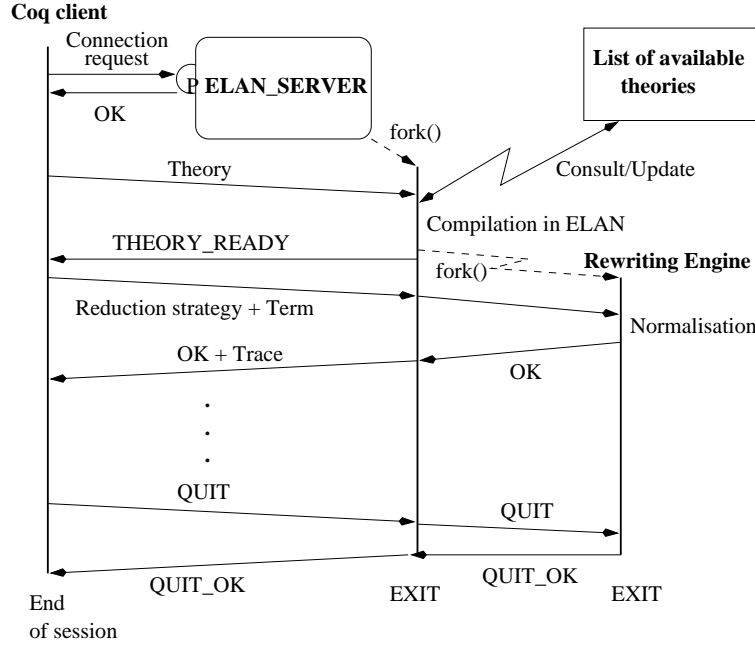 Coq client
Connection
request
P ELAN_SERVER
List of available
theories
OK
fork()
Consult/Update
Theory
Compilation in ELAN
THEORY_READY
fork()
Rewriting Engine
Reduction strategy + Term
Normalisation
OK + Trace
OK
.
.
.
QUIT
QUIT
QUIT_OK
QUIT_OK
End
of session
EXIT
EXIT